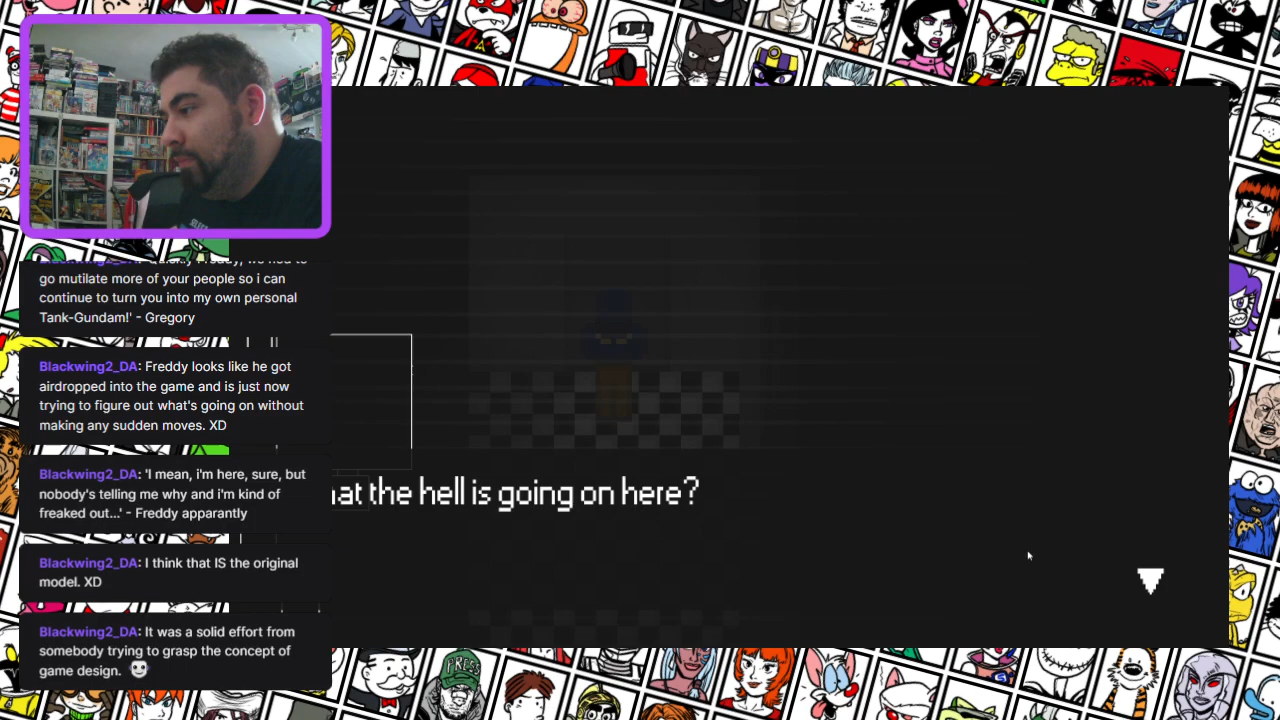 go mutilate more of your people so i can
continue to turn you into my own personal
Tank-Gundam!' - Gregory
Blackwing2_DA: Freddy looks like he got
airdropped into the game and is just now
trying to figure out what's going on without
making any sudden moves. XD
Blackwing2_DA: 'I mean, i'm here, sure, but
nobody's telling me why and i'm kind of
freaked out...' - Freddy apparantly
Blackwing2_DA: I think that IS the original
model. XD
Blackwing2_DA: It was a solid effort from
somebody trying to grasp the concept of
game design.
at the hell is going on here?
PRESS